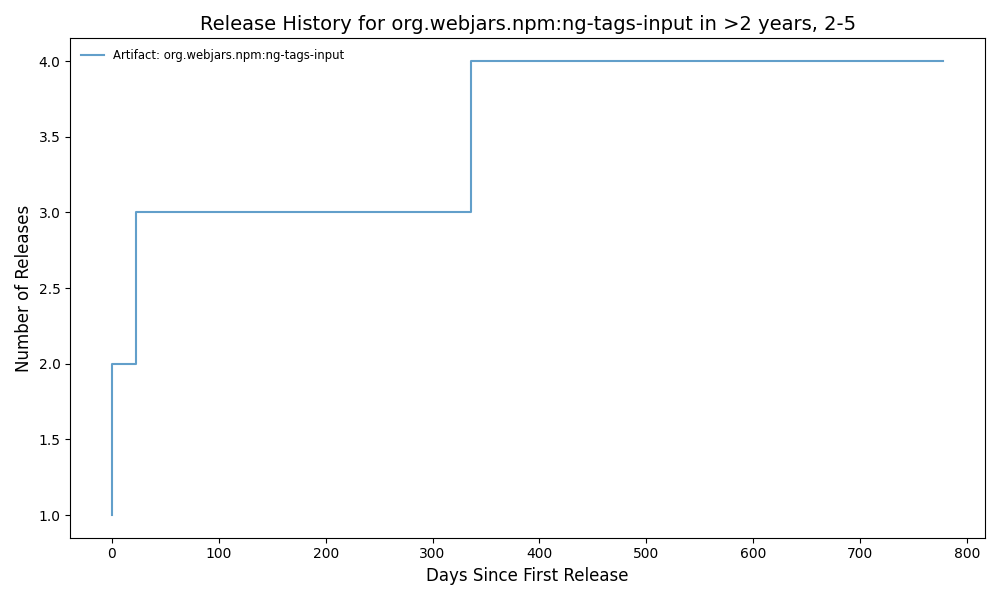 Release History for org.webjars.npm:ng-tags-input in >2 years, 2-5
Artifact: org.webjars.npm:ng-tags-input
Number of Releases
4.0
3.5
3.0
2.5
2.0
1.5
1.0
0 100 200 300 400 500 600 700 800
Days Since First Release